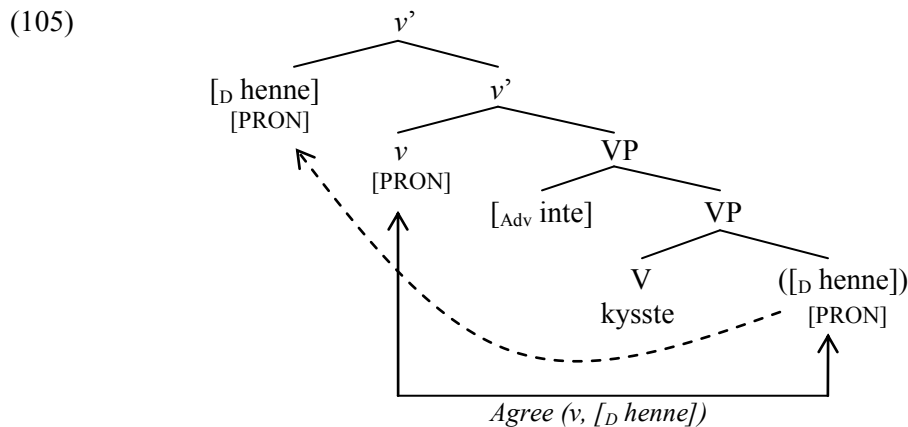 (105)
v’
[D henne]
[PRON]
v’
v
[PRON]
VP
[Adv inte]
VP
V
kysste
([D henne])
[PRON]
Agree (v, [D henne])